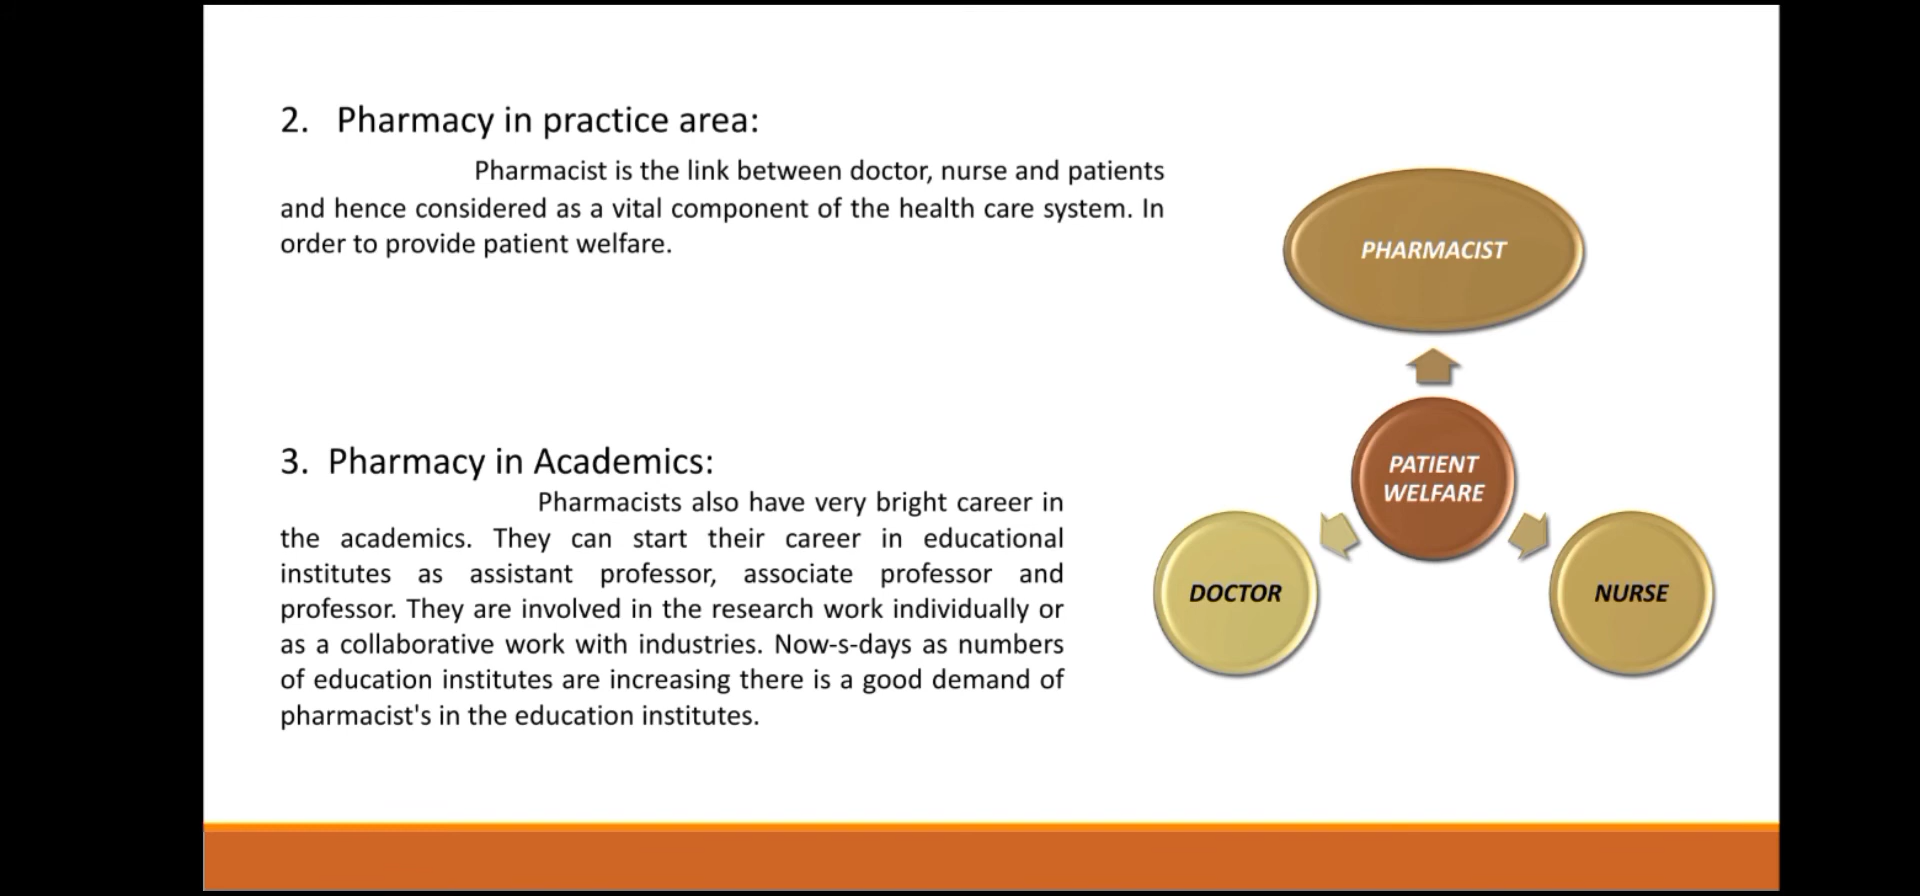 2. Pharmacy in practice area:
Pharmacist is the link between doctor, nurse and patients
and hence considered as a vital component of the health care system. In
order to provide patient welfare.
3. Pharmacy in Academics:
Pharmacists also have very bright career in
the academics. They can start their career in educational
institutes as assistant professor, associate professor and
professor. They are involved in the research work individually or
as a collaborative work with industries. Now-s-days as numbers
of education institutes are increasing there is a good demand of
pharmacist's in the education institutes.
PHARMACIST
PATIENT
WELFARE
DOCTOR
NURSE